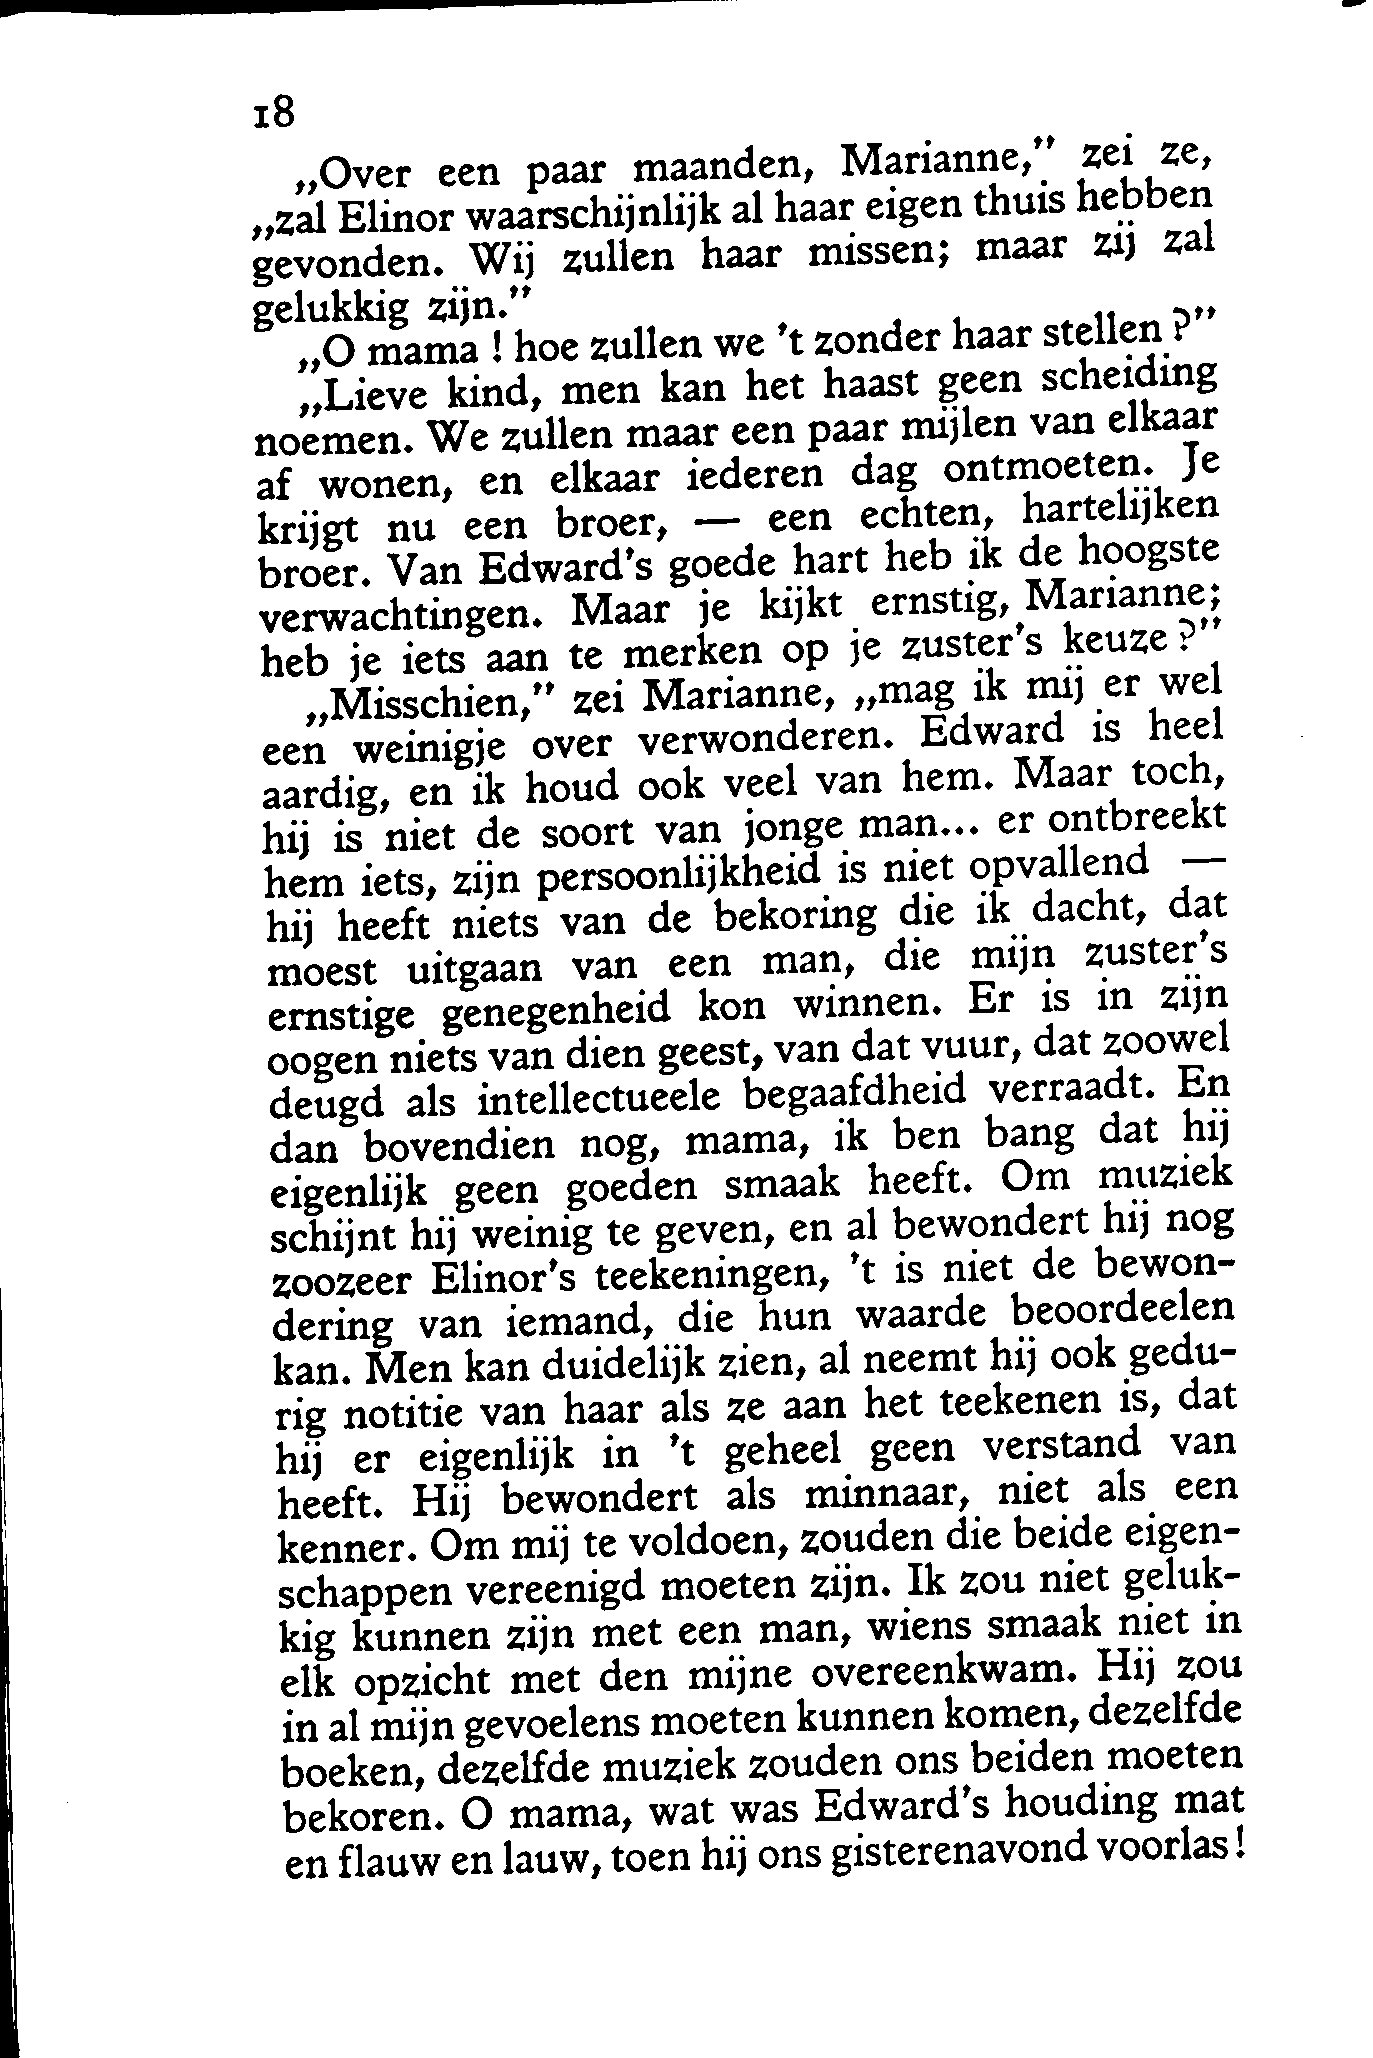 18
„Over een paar maanden, Marianne,” zei ze,
„zal Elinor waarschijnlijk al haar eigen thuis hebben
gevonden. Wij zullen haar missen; maar zij zal
gelukkig zijn.”
„O mama ! hoe zullen we 't zonder haar stellen ?”
„Lieve kind, men kan het haast geen scheiding
noemen. We zullen maar een paar mijlen van elkaar
af wonen, en elkaar iederen dag ontmoeten. Je
krijgt nu een broer, — een echten, hartelijken
broer. Van Edward's goede hart heb ik de hoogste
verwachtingen. Maar je kijkt ernstig, Marianne;
heb je iets aan te merken op je zuster's keuze ?”
„Misschien,” zei Marianne, „mag ik mij er wel
een weinigje over verwonderen. Edward is heel
aardig, en ik houd ook veel van hem. Maar toch,
hij is niet de soort van jonge man... er ontbreekt
hem iets, zijn persoonlijkheid is niet opvallend —
hij heeft niets van de bekoring die ik dacht, dat
moest uitgaan van een man, die mijn zuster's
ernstige genegenheid kon winnen. Er is in zijn
oogen niets van dien geest, van dat vuur, dat zoowel
deugd als intellectueele begaafdheid verraadt. En
dan bovendien nog, mama, ik ben bang dat hij
eigenlijk geen goeden smaak heeft. Om muziek
schijnt hij weinig te geven, en al bewondert hij nog
zoozeer Elinor's teekeningen, 't is niet de bewon-
dering van iemand, die hun waarde beoordeelen
kan. Men kan duidelijk zien, al neemt hij ook gedu-
rig notitie van haar als ze aan het teekenen is, dat
hij er eigenlijk in 't geheel geen verstand van
heeft. Hij bewondert als minnaar, niet als een
kenner. Om mij te voldoen, zouden die beide eigen-
schappen vereenigd moeten zijn. Ik zou niet geluk-
kig kunnen zijn met een man, wiens smaak niet in
elk opzicht met den mijne overeenkwam. Hij zou
in al mijn gevoelens moeten kunnen komen, dezelfde
boeken, dezelfde muziek zouden ons beiden moeten
bekoren. O mama, wat was Edward's houding mat
en flauw en lauw, toen hij ons gisterenavond voorlas!